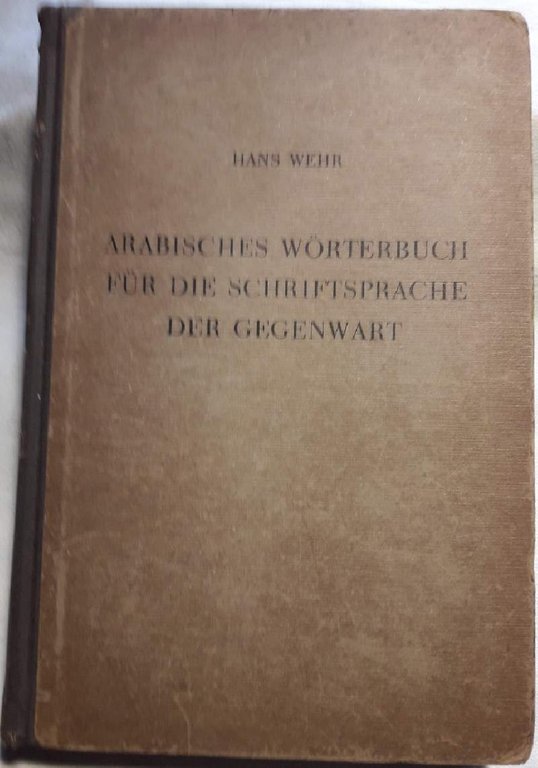 HANS WEHR
ARABISCHES WÖRTERBUCH
FÜR DIE SCHRIFTSPRACHE
DER GEGENWART